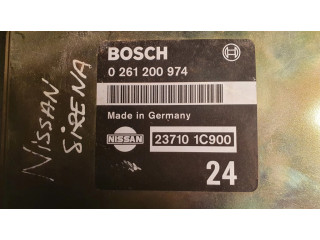 NISSAN
SIRENA
BOSCH
0 261 200 974
Made in Germany
NISSAN
23710 1C900
24